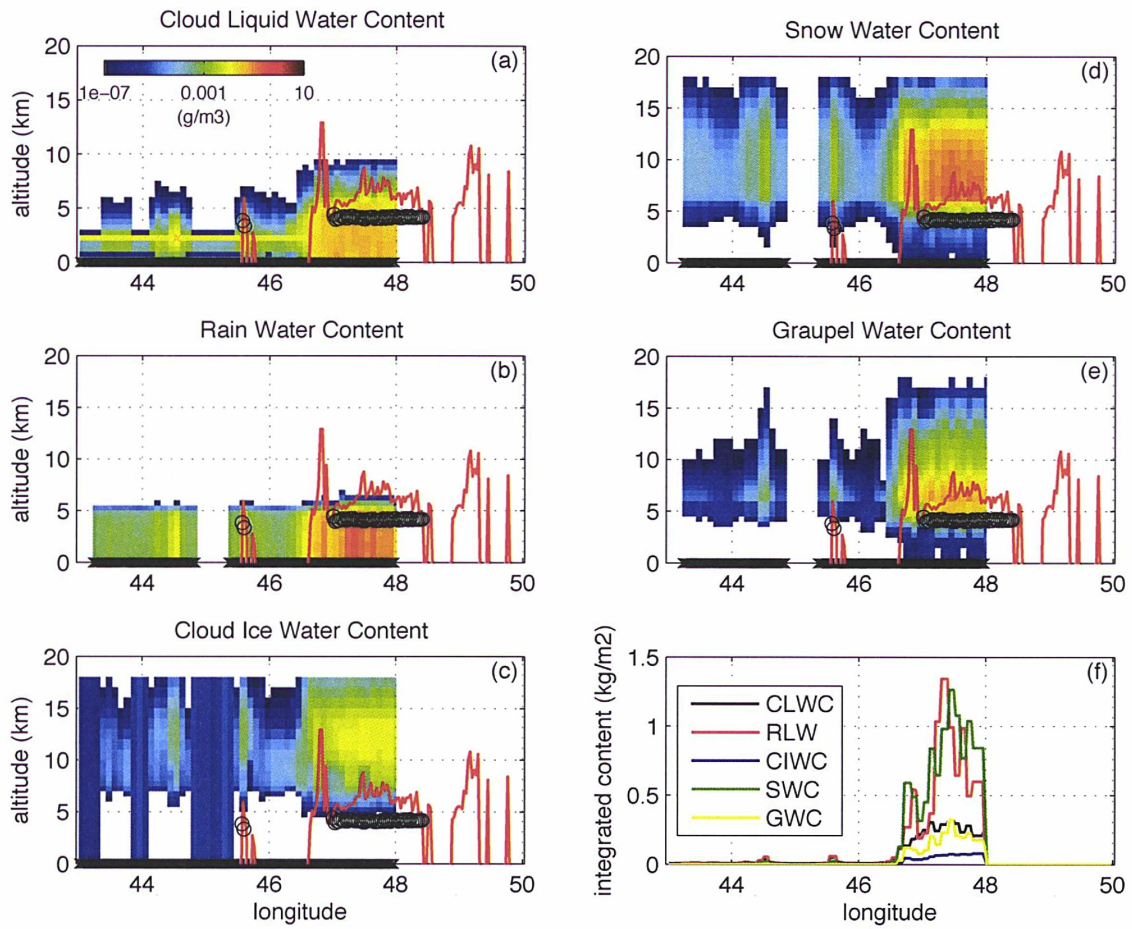 Cloud Liquid Water Content
20
15
10
5
0
altitude (km)
(a)
1e−07 0.001 10
(g/m3)
44 46 48 50
Snow Water Content
20
15
10
5
0
(d)
44 46 48 50
Rain Water Content
20
15
10
5
0
altitude (km)
(b)
44 46 48 50
Graupel Water Content
20
15
10
5
0
(e)
44 46 48 50
Cloud Ice Water Content
20
15
10
5
0
altitude (km)
(c)
44 46 48 50
longitude
1.5
1
0.5
0
integrated content (kg/m2)
(f)
CLWC
RLW
CIWC
SWC
GWC
44 46 48 50
longitude